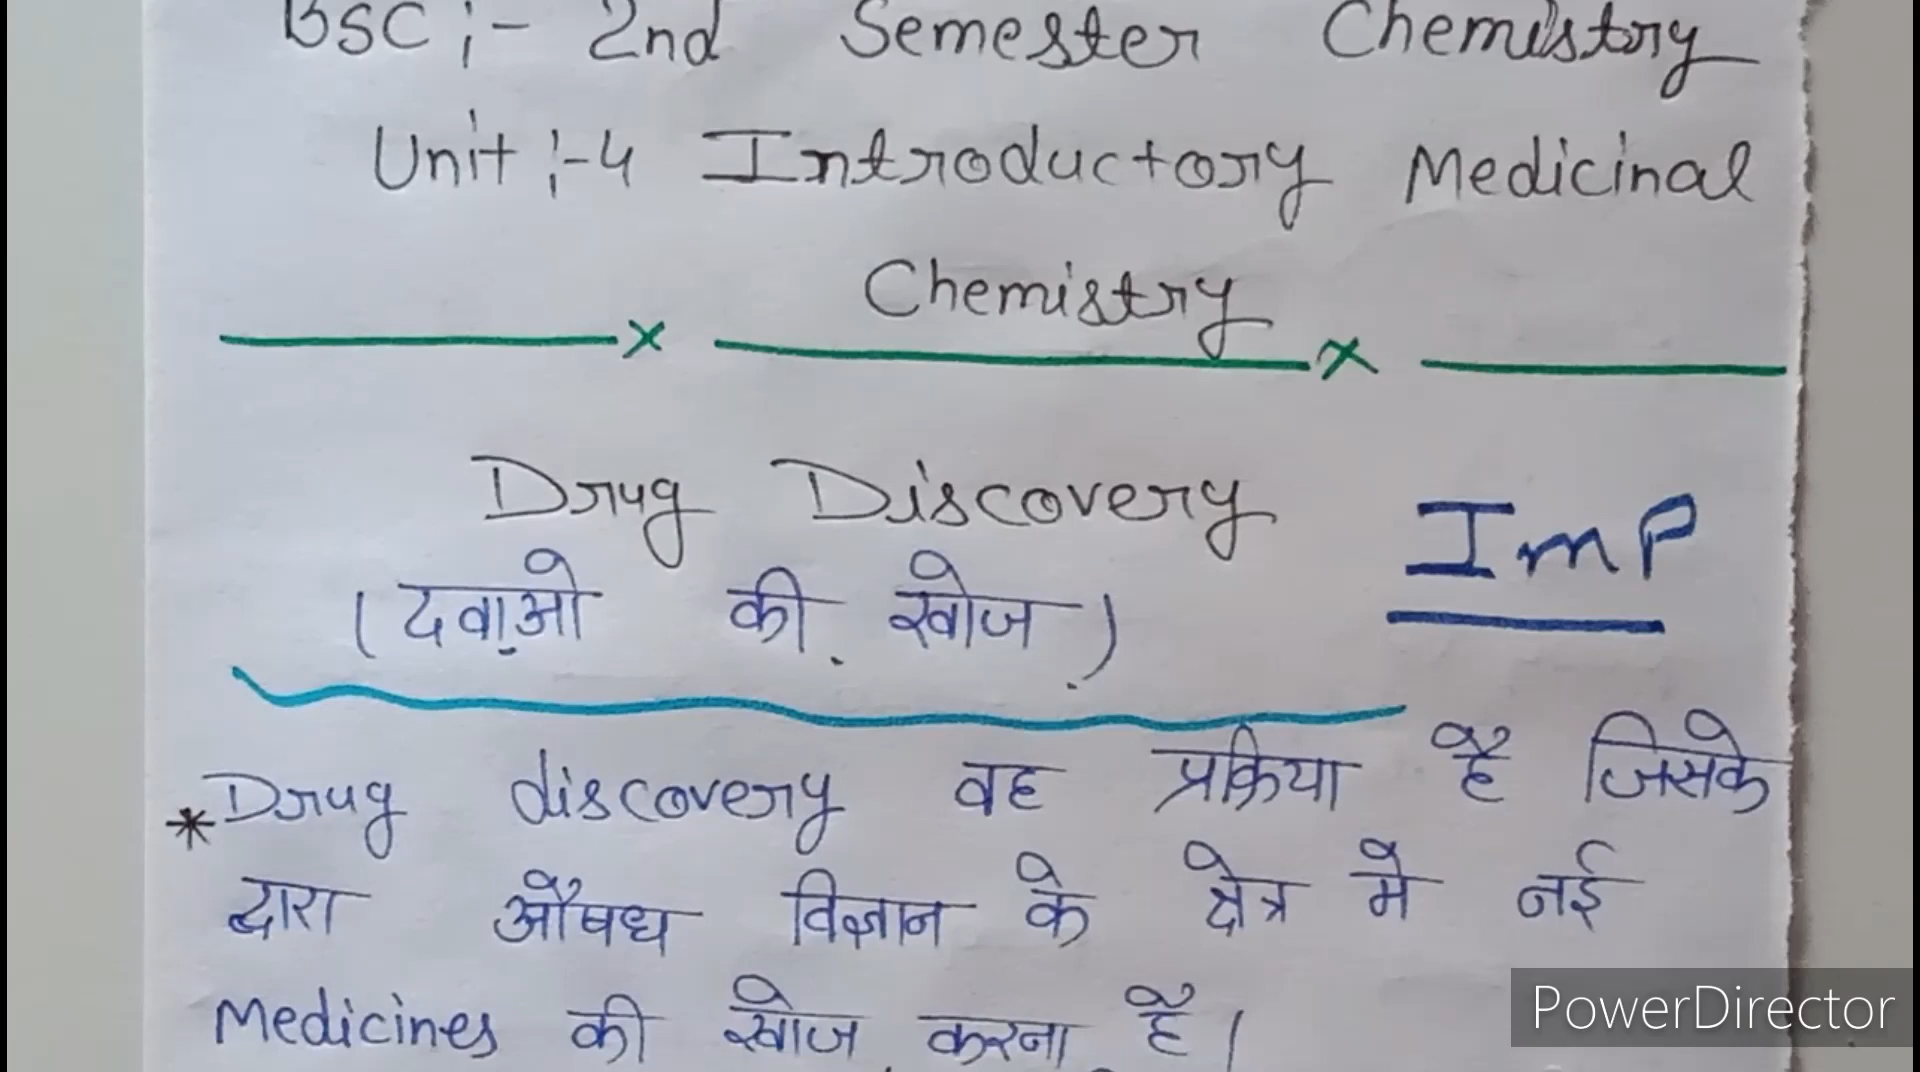 BSC ;- 2nd Semester Chemistry
Unit ;-4 Introductory Medicinal
Chemistry
Drug Discovery
Imp
(दवाओ की खोज)
* Drug discovery वह प्रक्रिया है जिसके
द्वारा औषध विज्ञान के क्षेत्र मे नई
Medicines की खोज करना है।
PowerDirector